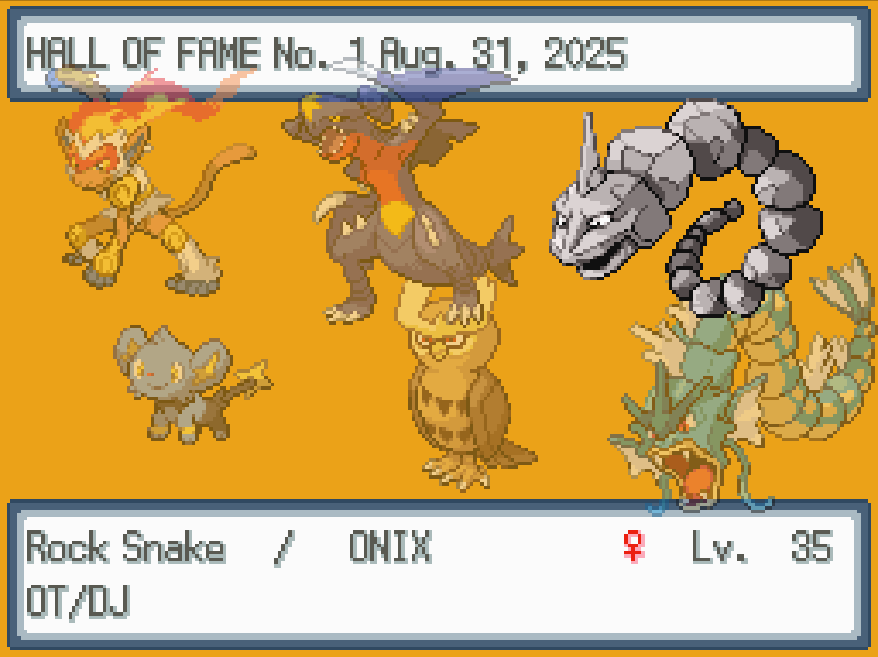 HALL OF FAME No. 1 Aug. 31, 2025
Rock Snake / ONIX ♀ Lv. 35
OT/DJ